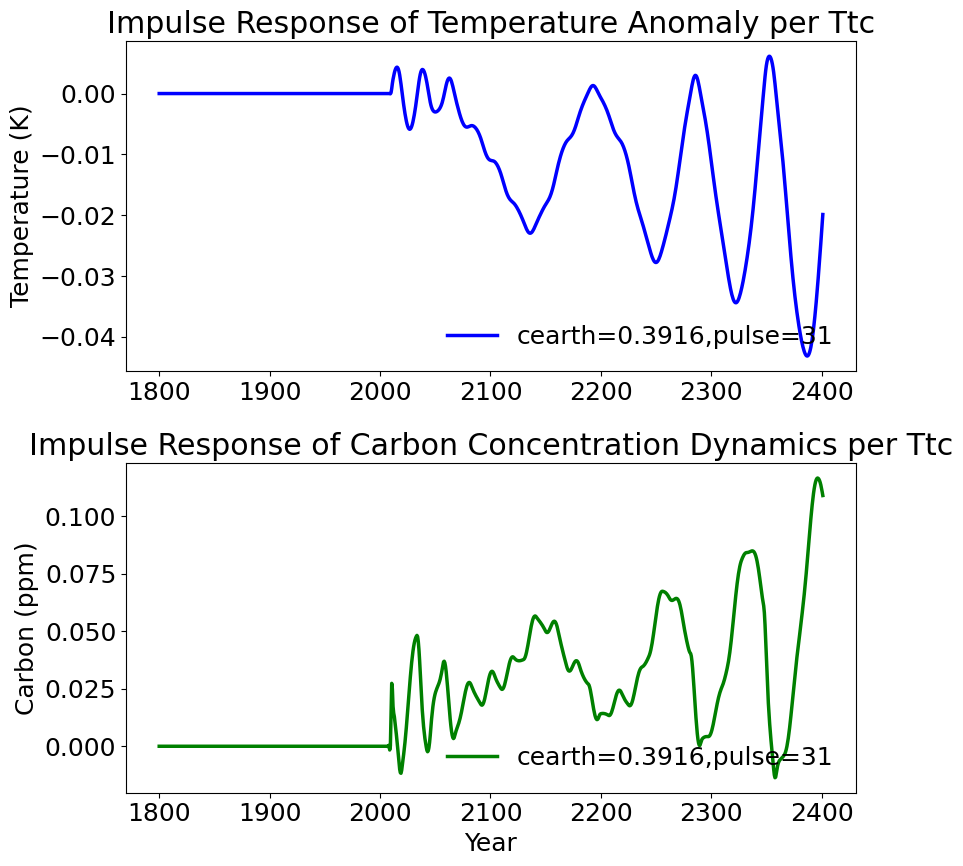 Impulse Response of Temperature Anomaly per Ttc
Temperature (K)
0.00
−0.01
−0.02
−0.03
−0.04
cearth=0.3916,pulse=31
1800 1900 2000 2100 2200 2300 2400
Impulse Response of Carbon Concentration Dynamics per Ttc
Carbon (ppm)
0.100
0.075
0.050
0.025
0.000
cearth=0.3916,pulse=31
1800 1900 2000 2100 2200 2300 2400
Year